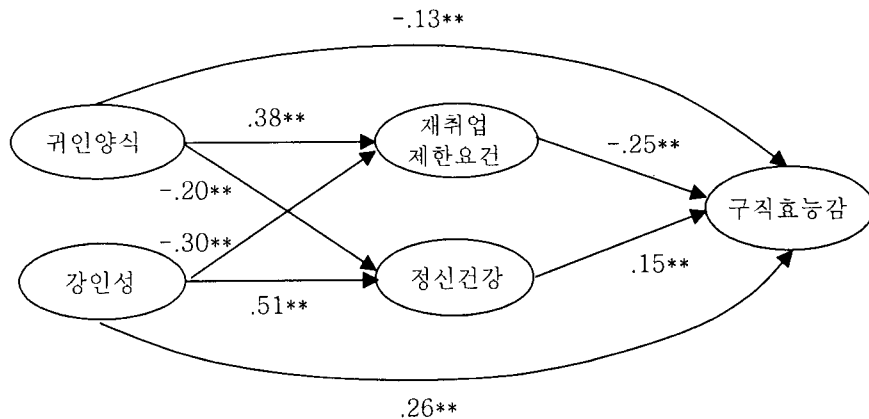 -.13**
귀인양식
.38**
재취업
제한요건
-.25**
-.20**
구직효능감
-.30**
강인성
정신건강
.15**
.51**
.26**